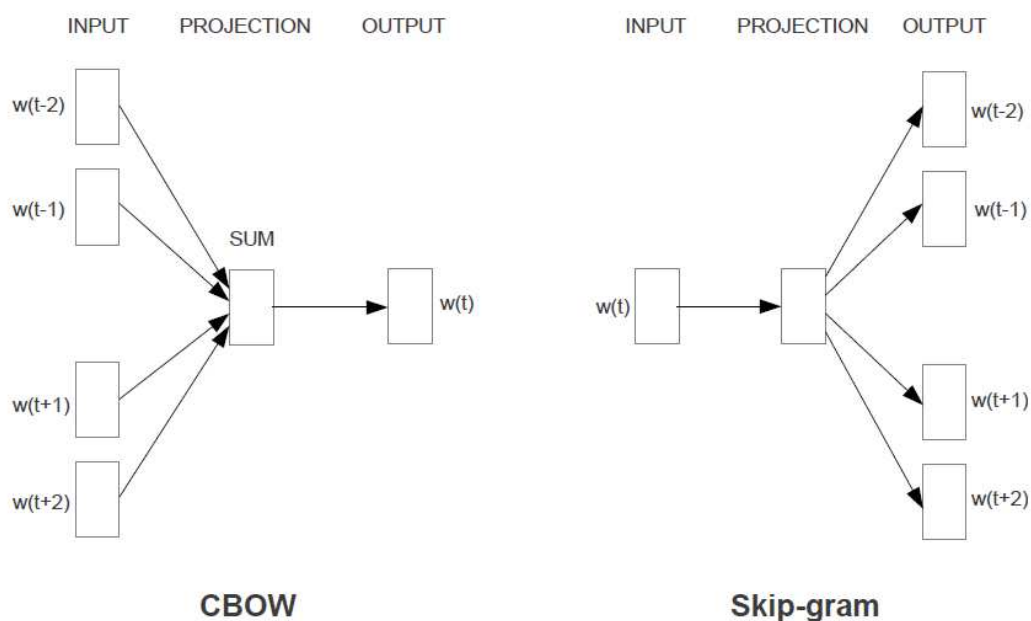 INPUT PROJECTION OUTPUT
w(t-2)
w(t-1)
SUM
w(t)
w(t+1)
w(t+2)
CBOW
INPUT PROJECTION OUTPUT
w(t-2)
w(t-1)
w(t)
w(t+1)
w(t+2)
Skip-gram